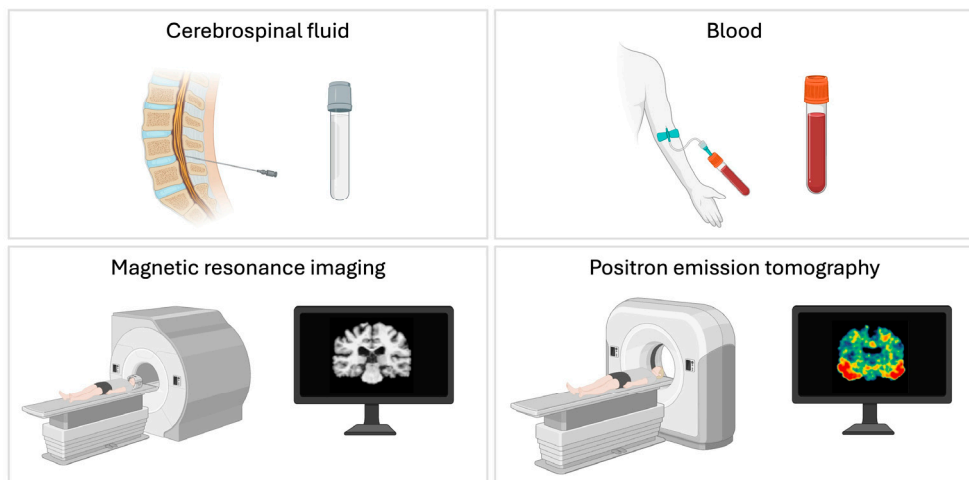 Cerebrospinal fluid
Blood
Magnetic resonance imaging
Positron emission tomography